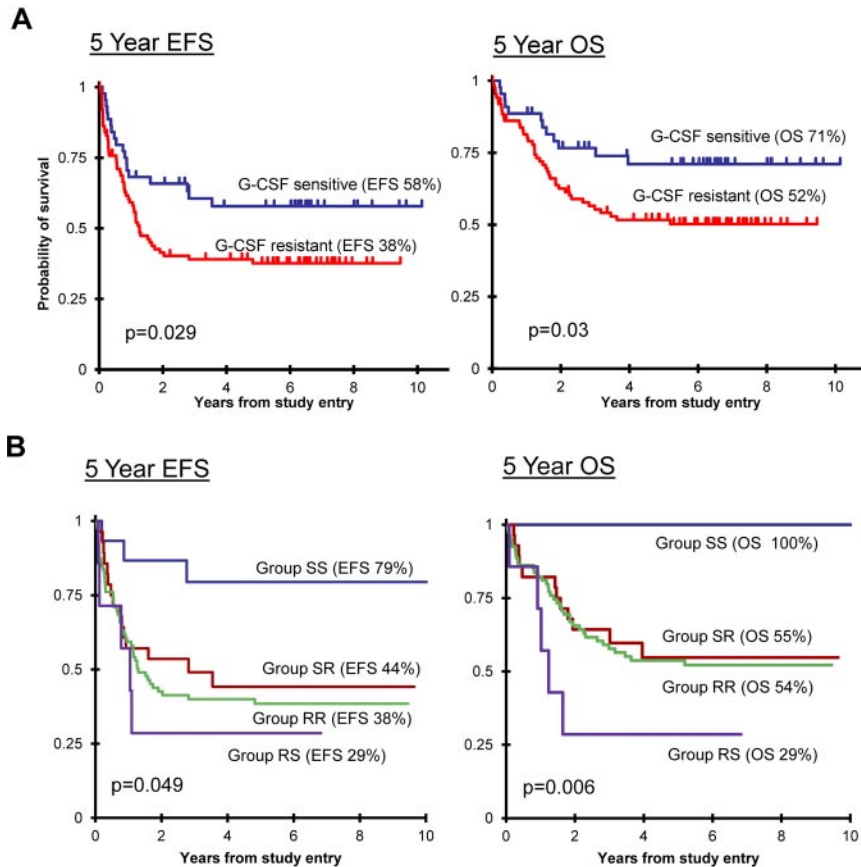 A
5 Year EFS
1
0.75
0.5
0.25
0
Probability of survival
G-CSF sensitive (EFS 58%)
G-CSF resistant (EFS 38%)
p=0.029
0 2 4 6 8 10
Years from study entry
5 Year OS
1
0.75
0.5
0.25
0
G-CSF sensitive (OS 71%)
G-CSF resistant (OS 52%)
p=0.03
0 2 4 6 8 10
Years from study entry
B
5 Year EFS
1
0.75
0.5
0.25
0
Group SS (EFS 79%)
Group SR (EFS 44%)
Group RR (EFS 38%)
Group RS (EFS 29%)
p=0.049
0 2 4 6 8 10
Years from study entry
5 Year OS
1
0.75
0.5
0.25
0
Group SS (OS 100%)
Group SR (OS 55%)
Group RR (OS 54%)
Group RS (OS 29%)
p=0.006
0 2 4 6 8 10
Years from study entry